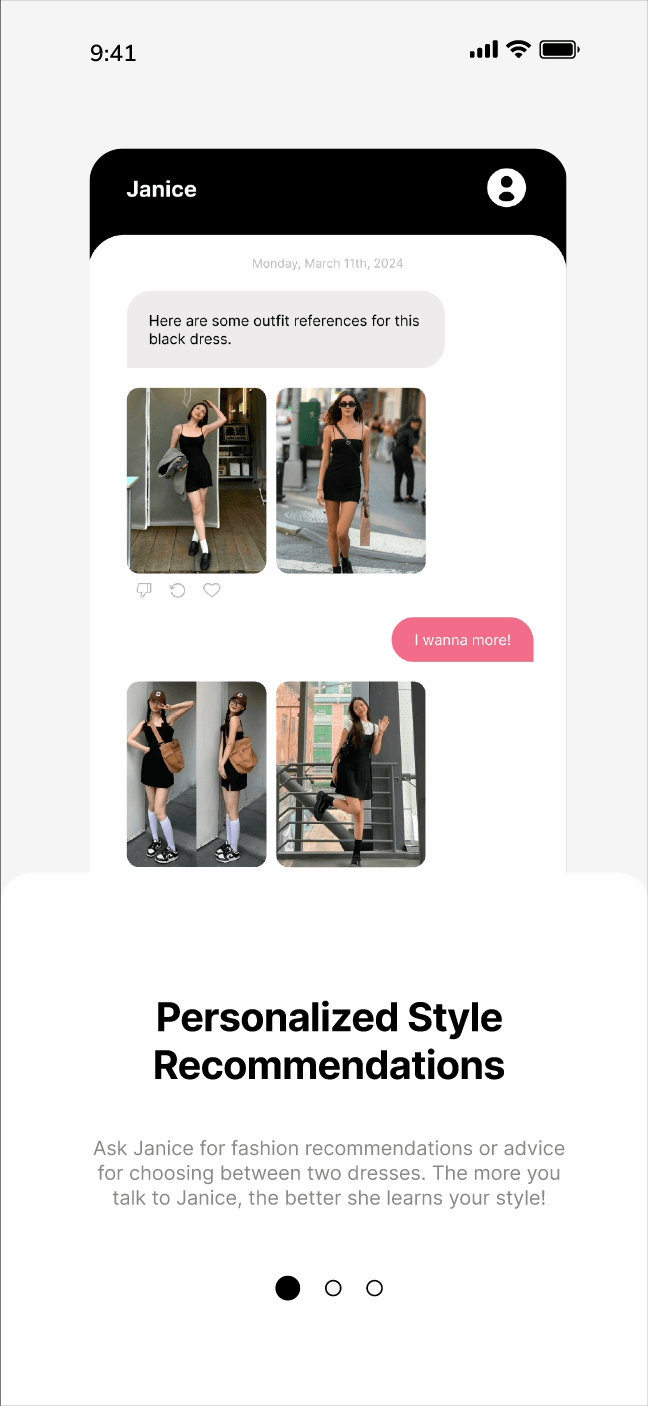 9:41
Janice
Monday, March 11th, 2024
Here are some outfit references for this
black dress.
I wanna more!
Personalized Style
Recommendations
Ask Janice for fashion recommendations or advice
for choosing between two dresses. The more you
talk to Janice, the better she learns your style!